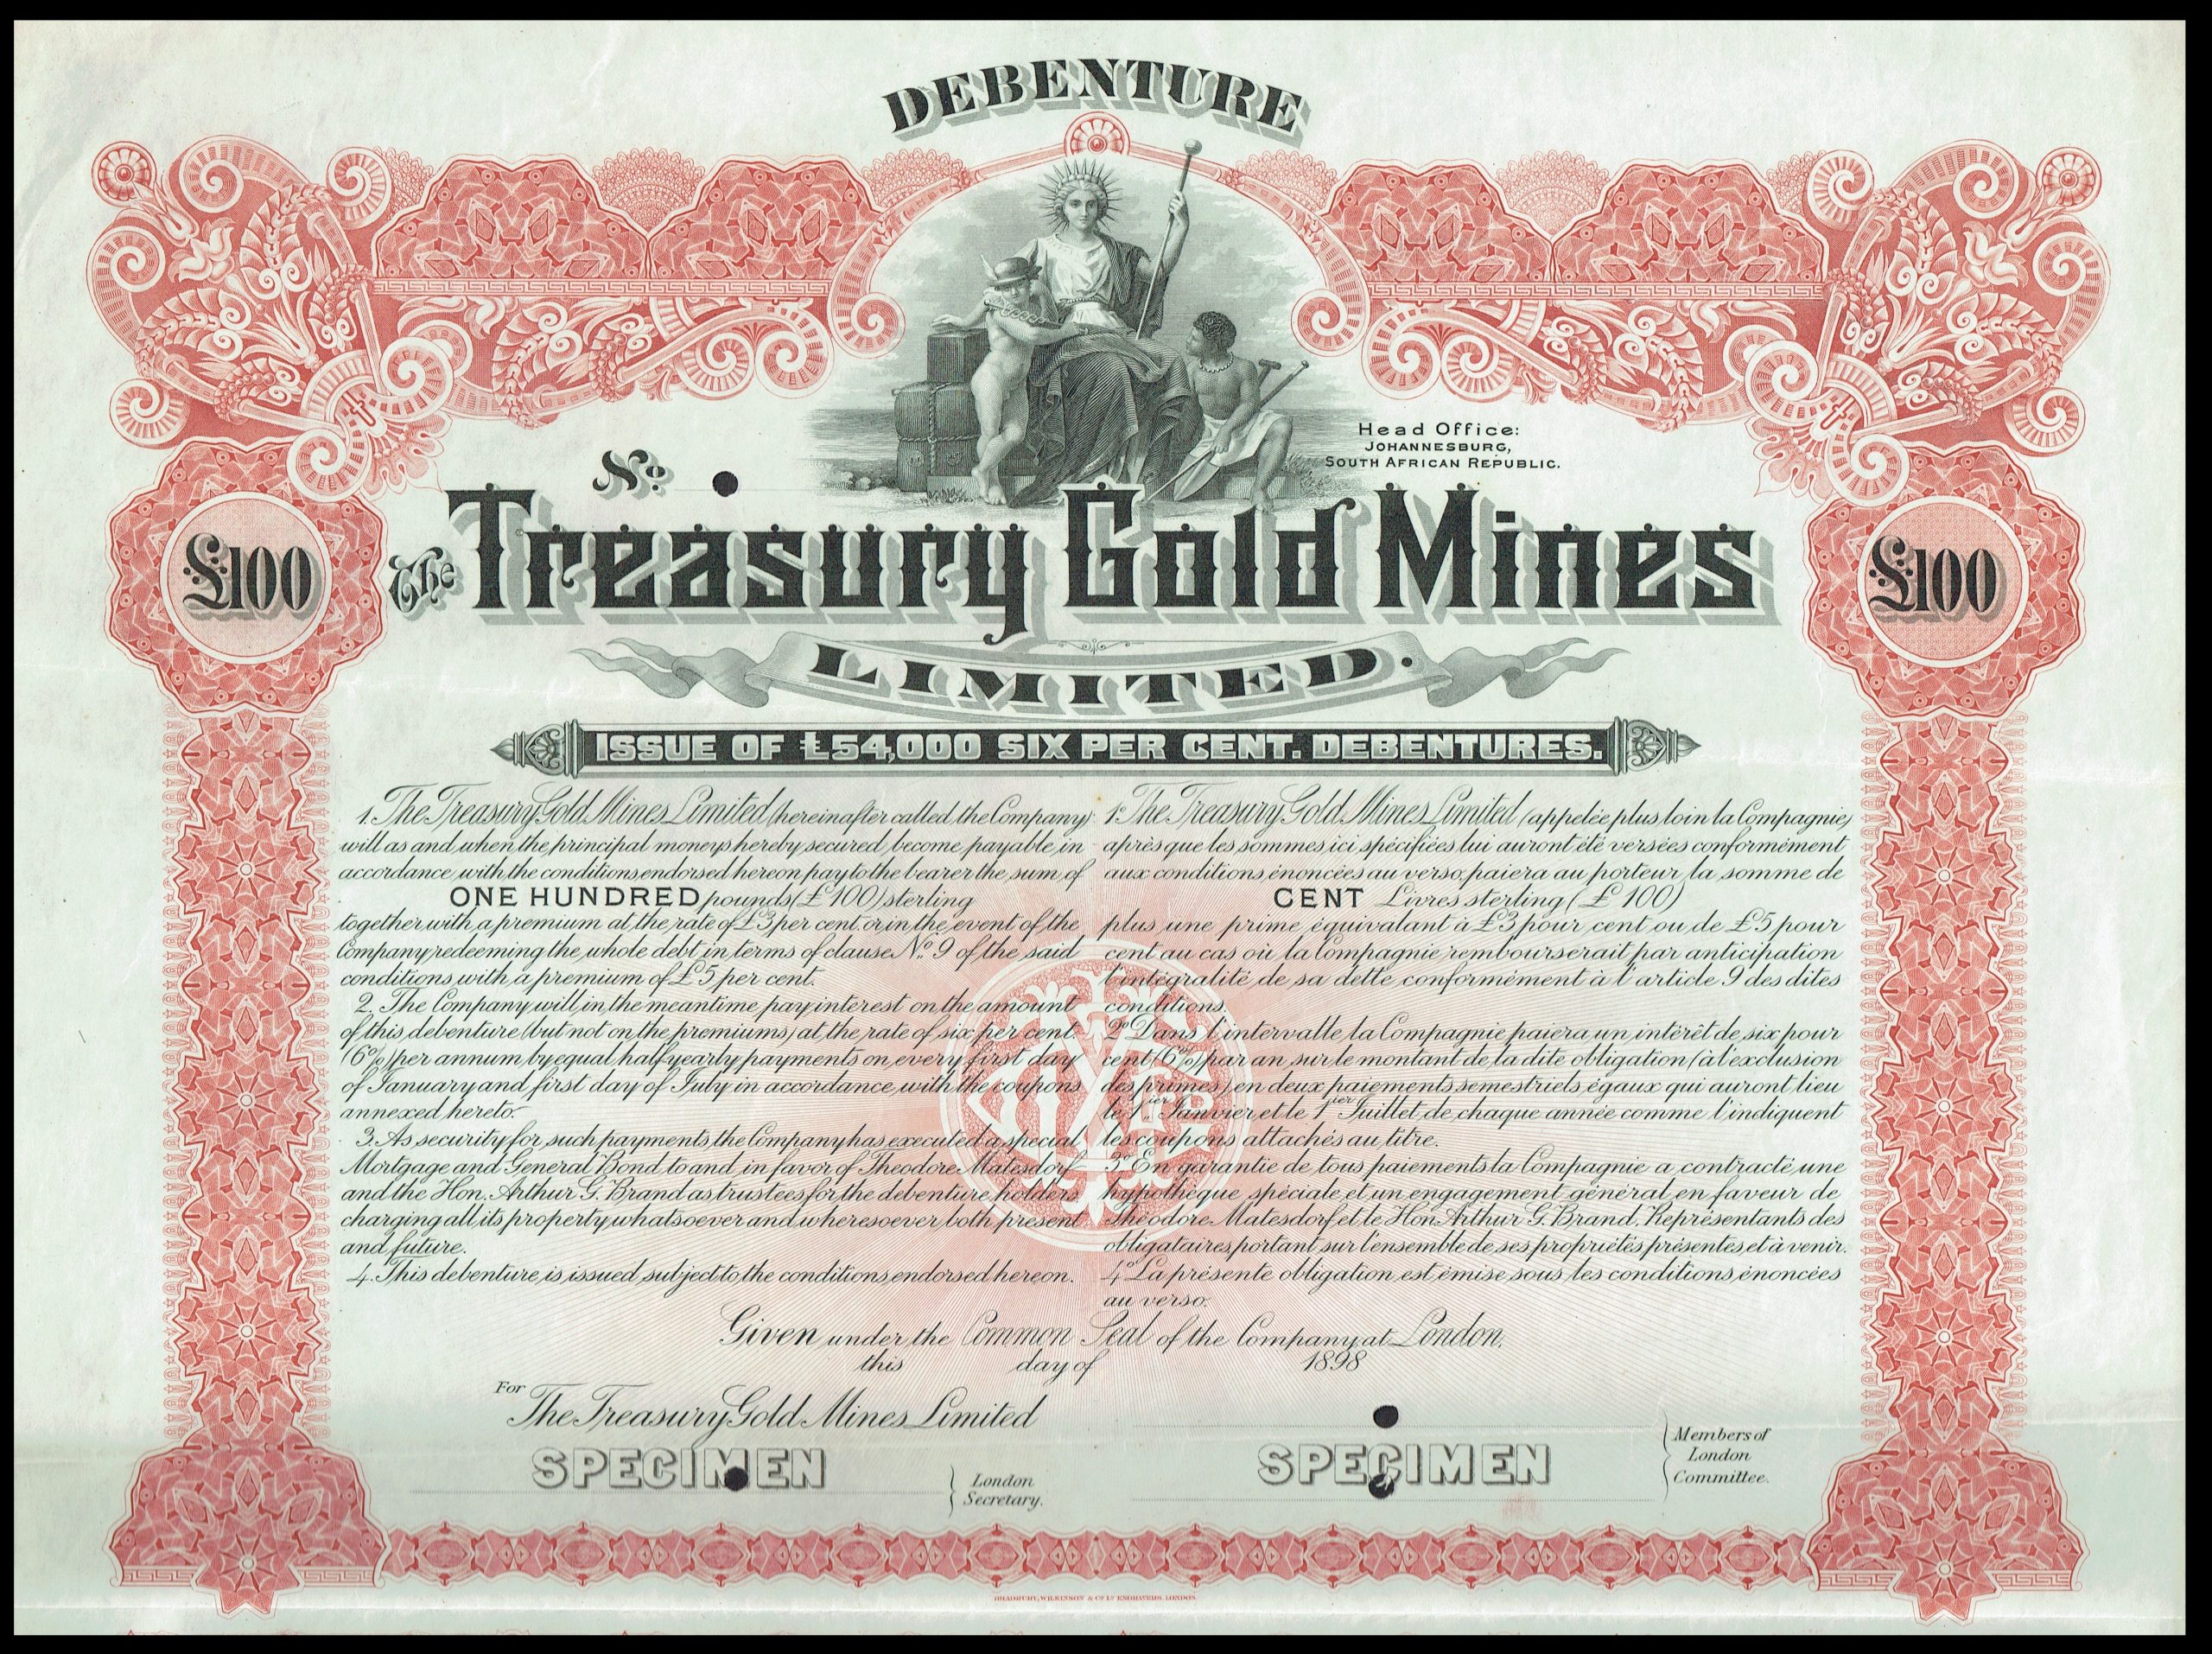 DEBENTURE
Head Office:
JOHANNESBURG,
SOUTH AFRICAN REPUBLIC.
No.
£100
The Treasury Gold Mines
£100
LIMITED.
ISSUE OF £54,000 SIX PER CENT. DEBENTURES.
1. The Treasury Gold Mines Limited (hereinafter called the Company)
will as and when the principal moneys hereby secured become payable in
accordance with the conditions endorsed hereon pay to the bearer the sum of
ONE HUNDRED pounds (£100) sterling
together with a premium at the rate of £3 per cent. or in the event of the
Company redeeming the whole debt in terms of clause No. 9 of the said
conditions with a premium of £5 per cent.
2. The Company will in the meantime pay interest on the amount
of this debenture (but not on the premiums) at the rate of six per cent.
(6%) per annum by equal half yearly payments on every first day
of January and first day of July in accordance with the coupons
annexed hereto.
3. As security for such payments the Company has executed a special
Mortgage and General Bond to and in favor of Theodore Matesdorf
and the Hon. Arthur G. Brand as trustees for the debenture holders
charging all its property whatsoever and wheresoever both present
and future.
4. This debenture is issued subject to the conditions endorsed hereon.
1º The Treasury Gold Mines Limited (appelée plus loin la Compagnie)
après que les sommes ici spécifiées lui auront été versées conformément
aux conditions énoncées au verso, paiera au porteur la somme de
CENT Livres sterling (£100)
plus une prime équivalant à £3 pour cent ou de £5 pour
cent au cas où la Compagnie rembourserait par anticipation
l'intégralité de sa dette conformément à l'article 9 des dites
conditions.
2º Dans l'intervalle la Compagnie paiera un intérêt de six pour
cent (6%) par an sur le montant de la dite obligation (à l'exclusion
des primes) en deux paiements semestriels égaux qui auront lieu
le 1ier Janvier et le 1ier Juillet de chaque année comme l'indiquent
les coupons attachés au titre.
3º En garantie de tous paiements la Compagnie a contracté une
hypothèque spéciale et un engagement général en faveur de
Theodore Matesdorf et le Hon. Arthur G. Brand, Représentants des
obligataires, portant sur l'ensemble de ses propriétés présentes et à venir.
4º La présente obligation est émise sous les conditions énoncées
au verso.
Given under the Common Seal of the Company at London,
this day of 1898
For
The Treasury Gold Mines Limited
SPECIMEN
London
Secretary.
SPECIMEN
Members of
London
Committee.
BRADBURY, WILKINSON & Co. Ld. ENGRAVERS, LONDON.